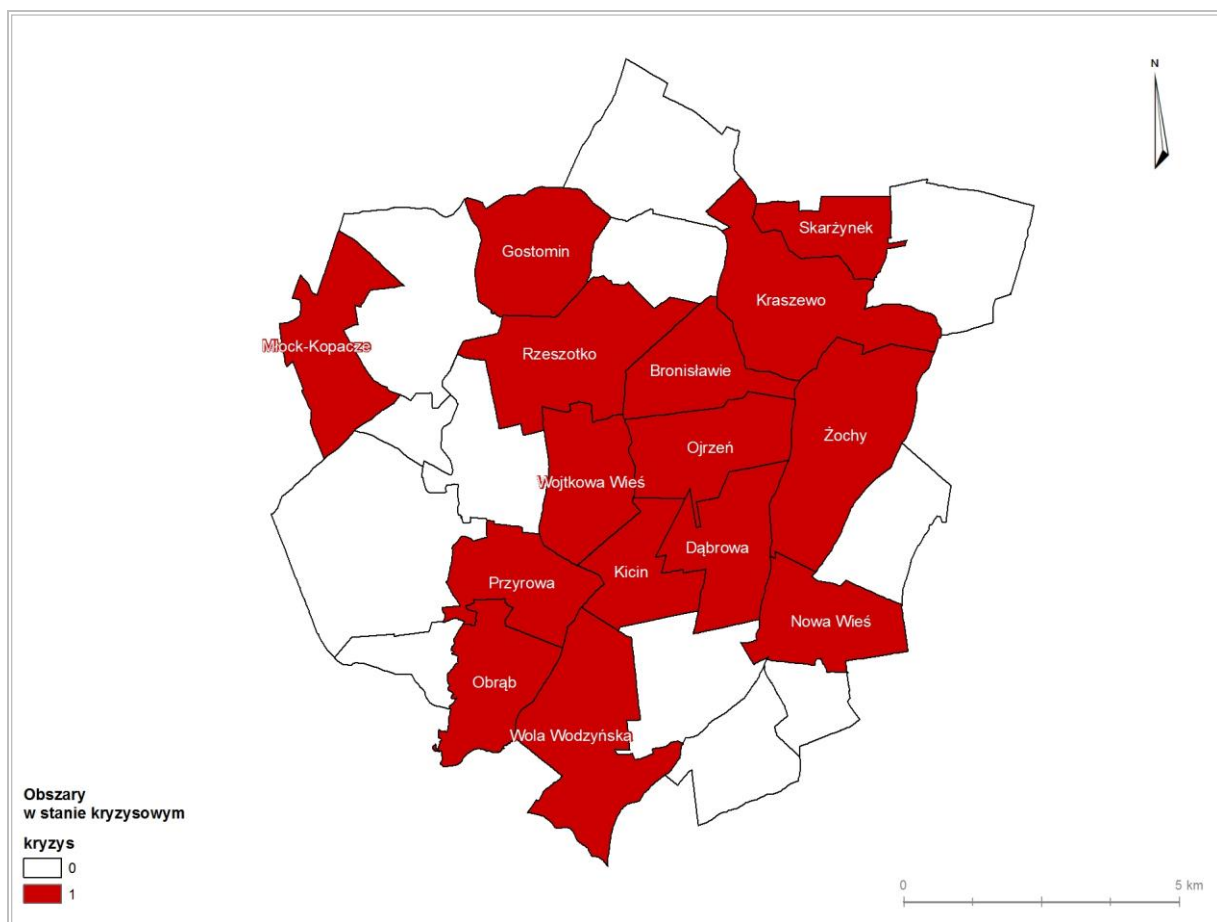 N
Skarżynek
Gostomin
Kraszewo
Młock-Kopacze
Rzeszotko
Bronisławie
Żochy
Ojrzeń
Wojtkowa Wieś
Dąbrowa
Kicin
Przyrowa
Nowa Wieś
Obrąb
Wola Wodzyńska
Obszary
w stanie kryzysowym
kryzys
0
1
0
5 km